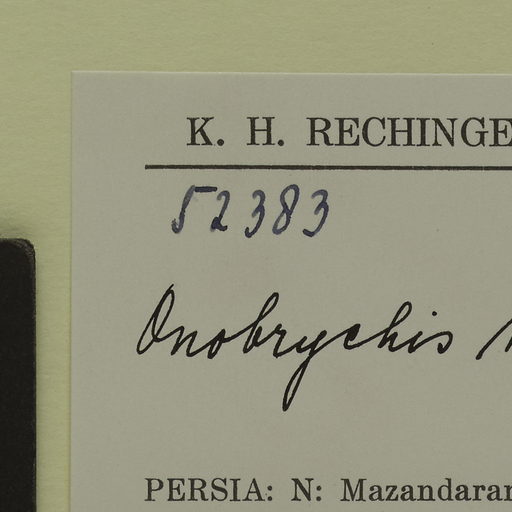 K. H. RECHINGE
52383
Onobrychis
PERSIA: N: Mazandaran